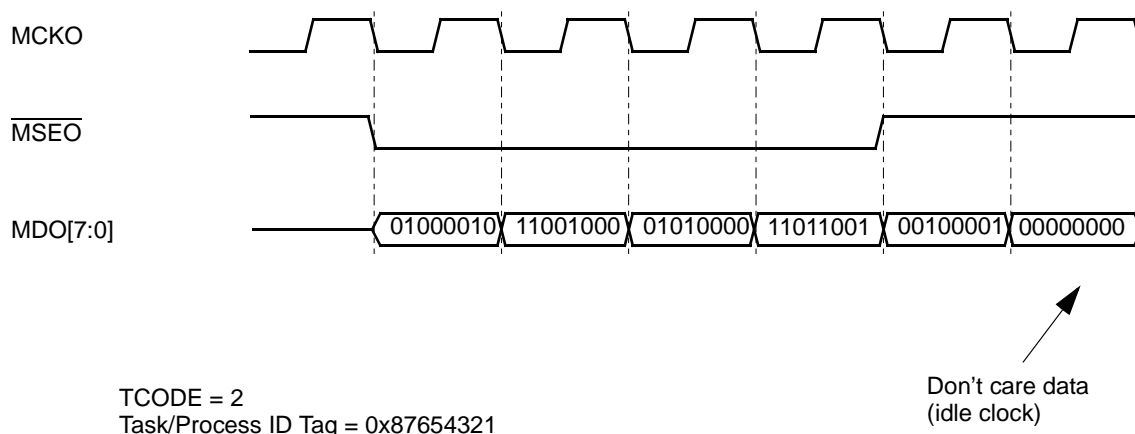 MCKO
MSEO
MDO[7:0]
01000010 11001000 01010000 11011001 00100001 00000000
Don't care data
(idle clock)
TCODE = 2
Task/Process ID Tag = 0x87654321